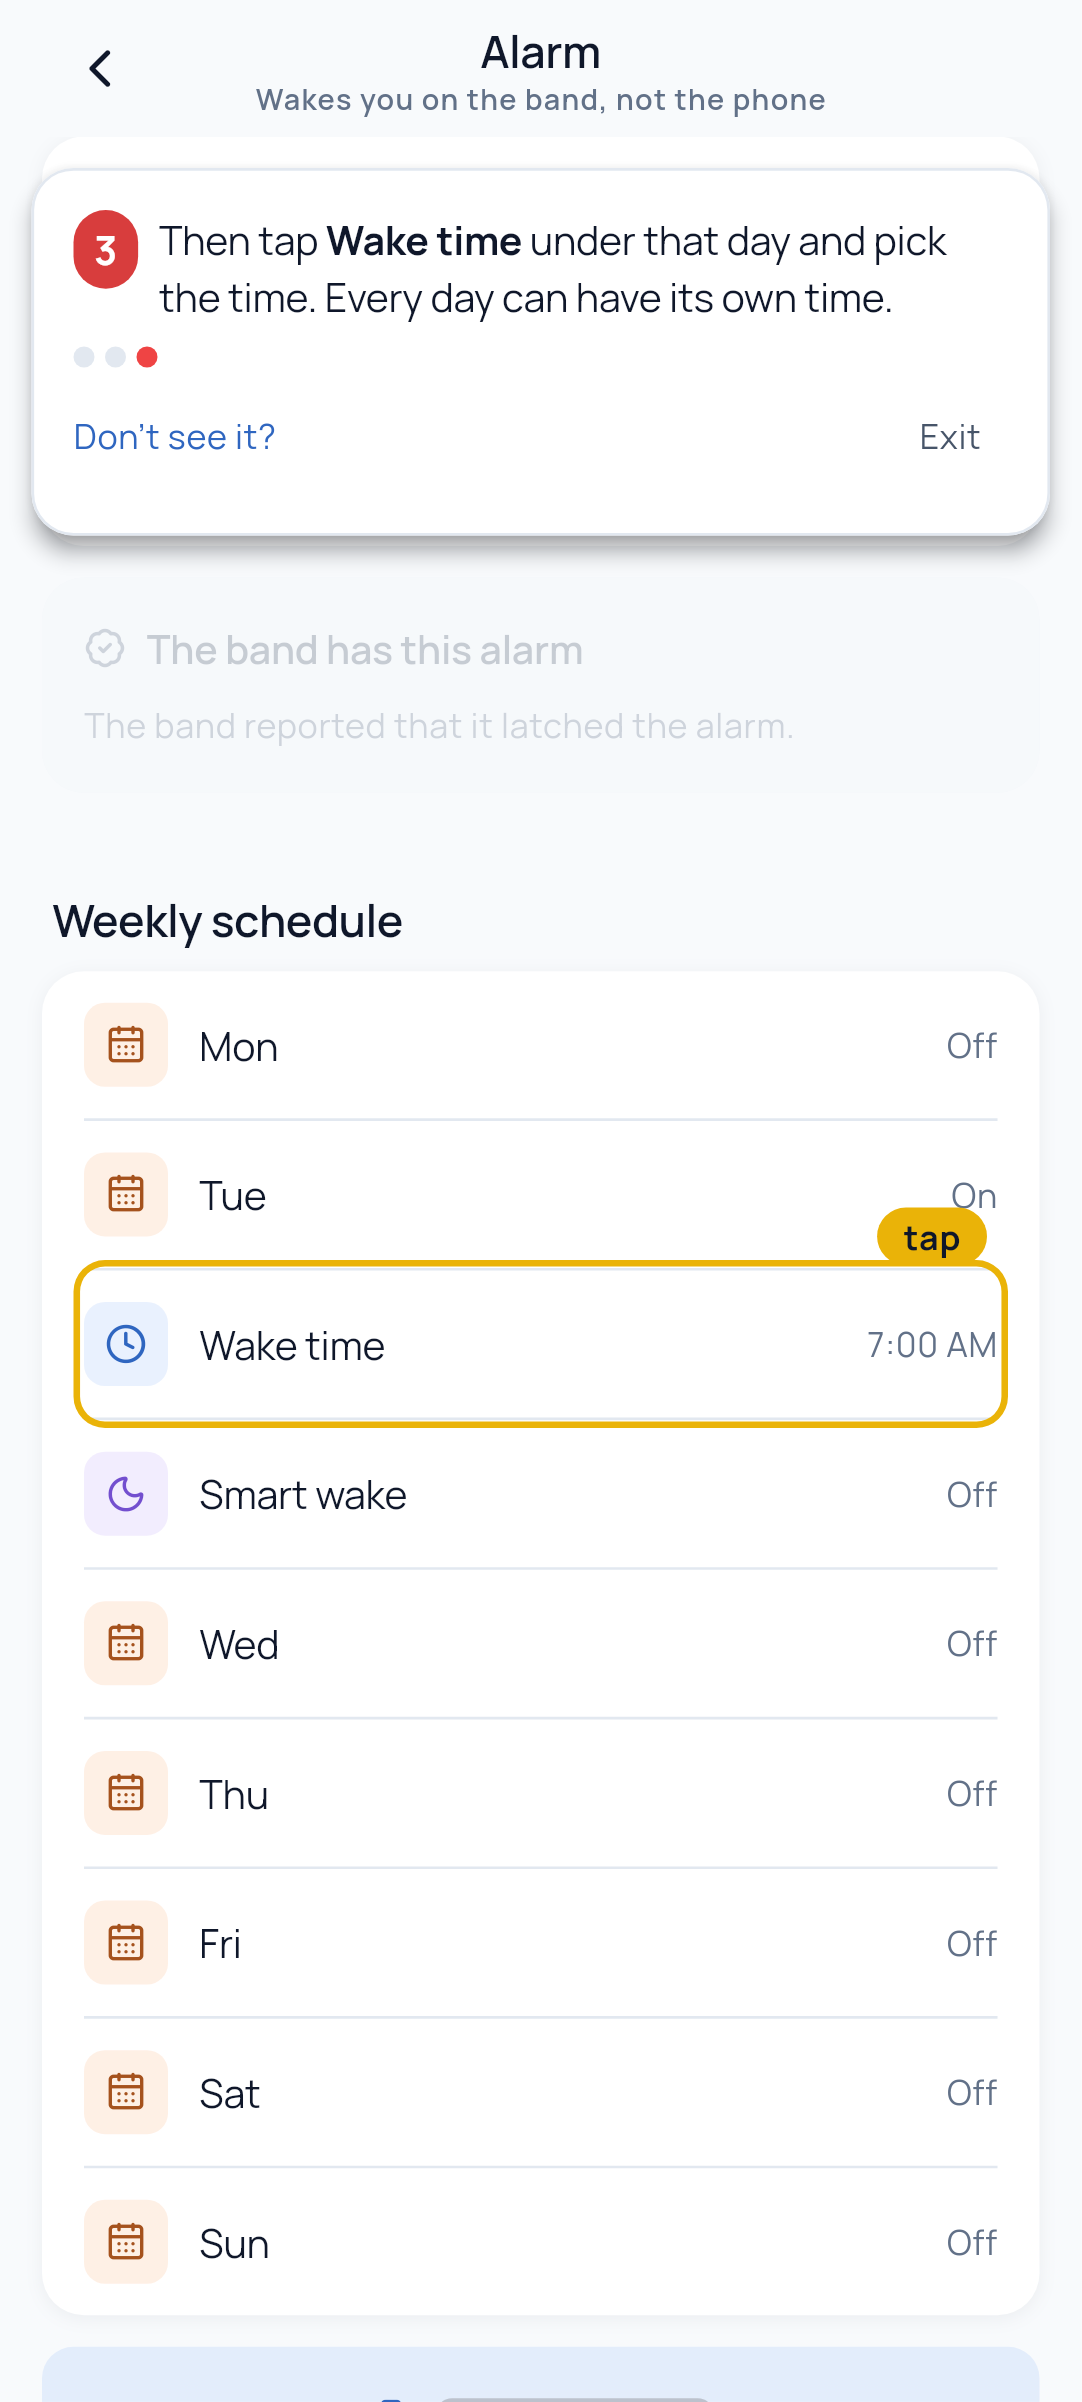 Alarm
Wakes you on the band, not the phone
3
Then tap Wake time under that day and pick
the time. Every day can have its own time.
Don’t see it?
Exit
The band has this alarm
The band reported that it latched the alarm.
Weekly schedule
Mon
Off
Tue
On
tap
Wake time
7:00 AM
Smart wake
Off
Wed
Off
Thu
Off
Fri
Off
Sat
Off
Sun
Off